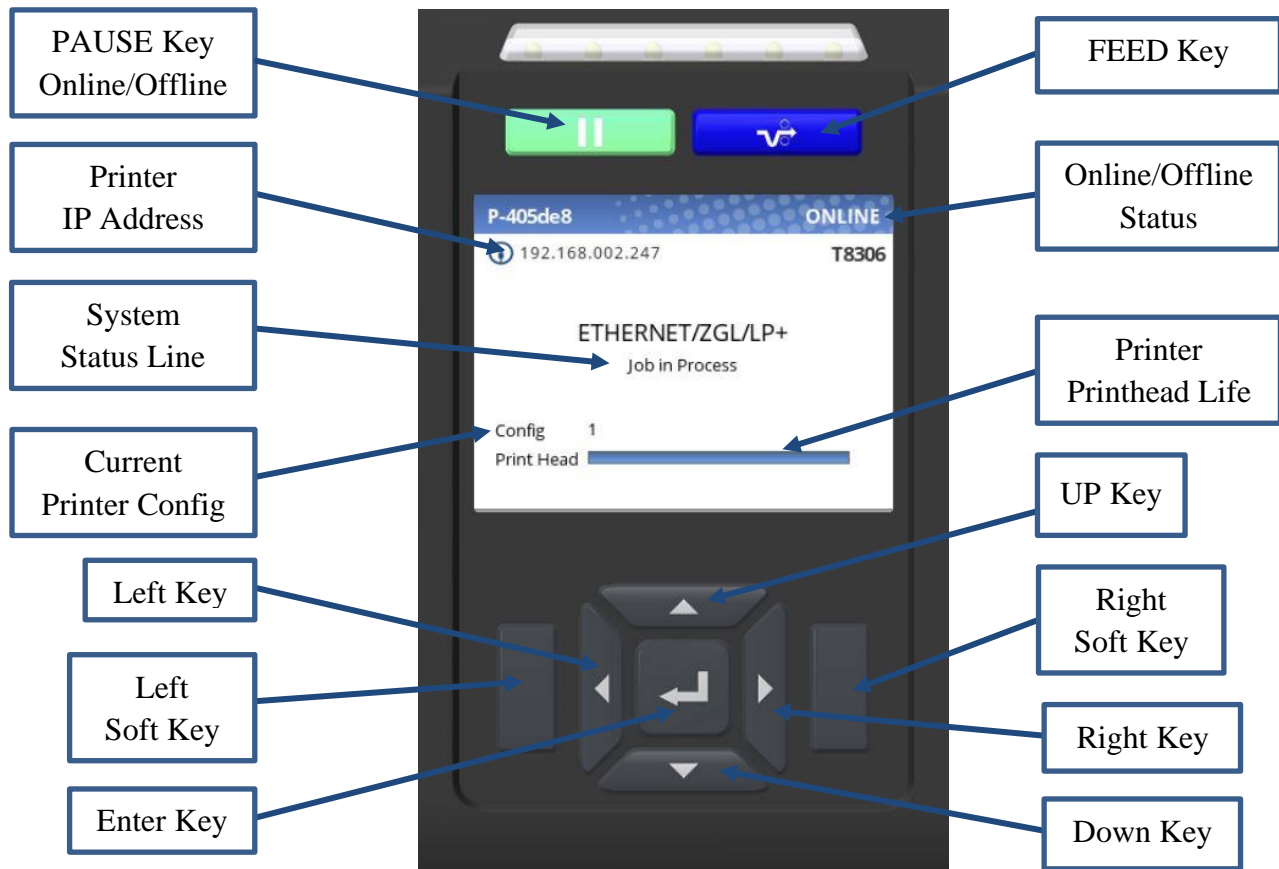 PAUSE Key
Online/Offline
FEED Key
Printer
IP Address
Online/Offline
Status
P-405de8
ONLINE
192.168.002.247
T8306
System
Status Line
ETHERNET/ZGL/LP+
Job in Process
Printer
Printhead Life
Config 1
Print Head
Current
Printer Config
UP Key
Left Key
Right
Soft Key
Left
Soft Key
Right Key
Enter Key
Down Key